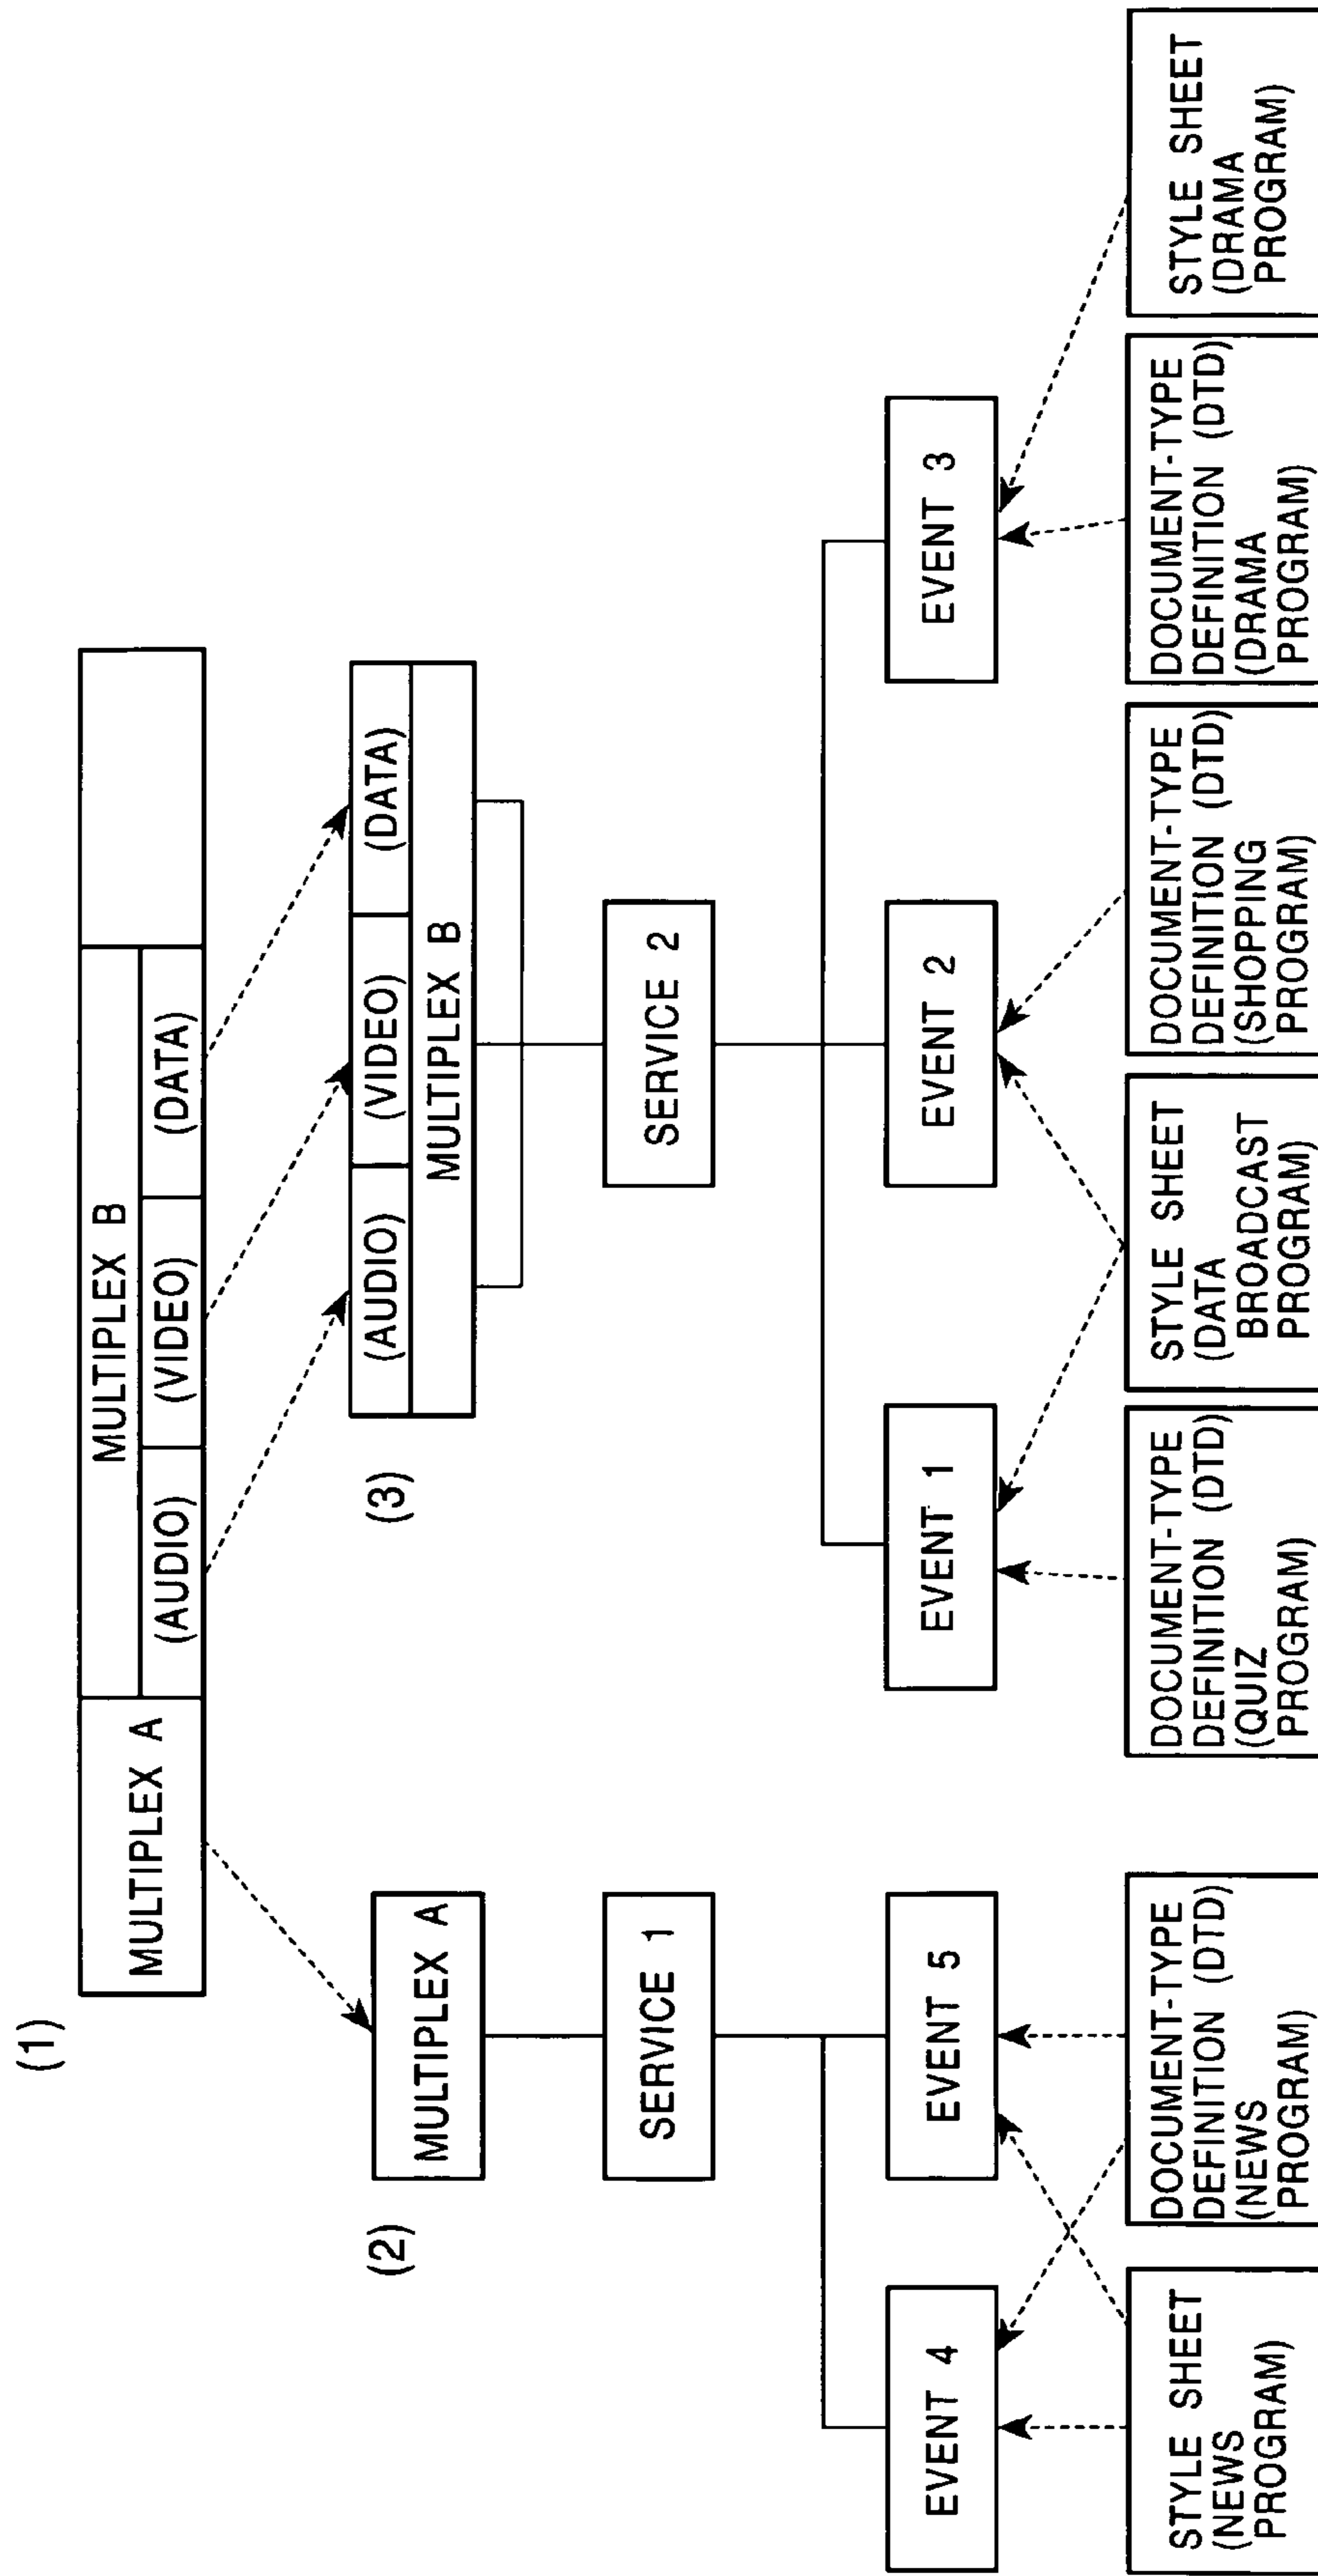 (1)
MULTIPLEX A
MULTIPLEX B
(AUDIO)
(VIDEO)
(DATA)
(2)
MULTIPLEX A
(3)
(AUDIO)
(VIDEO)
(DATA)
MULTIPLEX B
SERVICE 1
SERVICE 2
EVENT 4
EVENT 5
EVENT 1
EVENT 2
EVENT 3
STYLE SHEET
(NEWS
PROGRAM)
DOCUMENT-TYPE
DEFINITION (DTD)
(NEWS
PROGRAM)
DOCUMENT-TYPE
DEFINITION (DTD)
(QUIZ
PROGRAM)
STYLE SHEET
(DATA
BROADCAST
PROGRAM)
DOCUMENT-TYPE
DEFINITION (DTD)
(SHOPPING
PROGRAM)
DOCUMENT-TYPE
DEFINITION (DTD)
(DRAMA
PROGRAM)
STYLE SHEET
(DRAMA
PROGRAM)